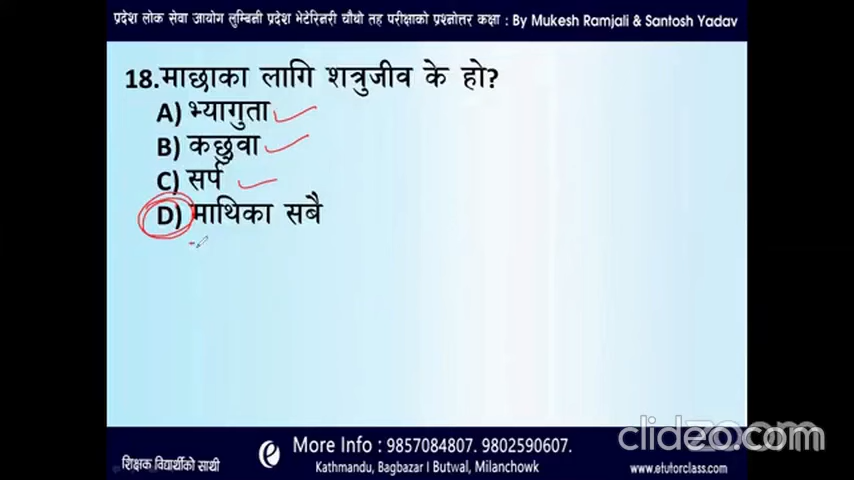 प्रदेश लोक सेवा आयोग लुम्बिनी प्रदेश भेटेरिनरी चौथो तह परीक्षाको प्रश्नोतर कक्षा : By Mukesh Ramjali & Santosh Yadav
18.माछाका लागि शत्रुजीव के हो?
A) भ्यागुता
B) कछुवा
C) सर्प
D) माथिका सबै
शिक्षक विद्यार्थीको साथी
More Info : 9857084807. 9802590607.
Kathmandu, Bagbazar I Butwal, Milanchowk
www.etutorclass.com
clideo.com
zoom